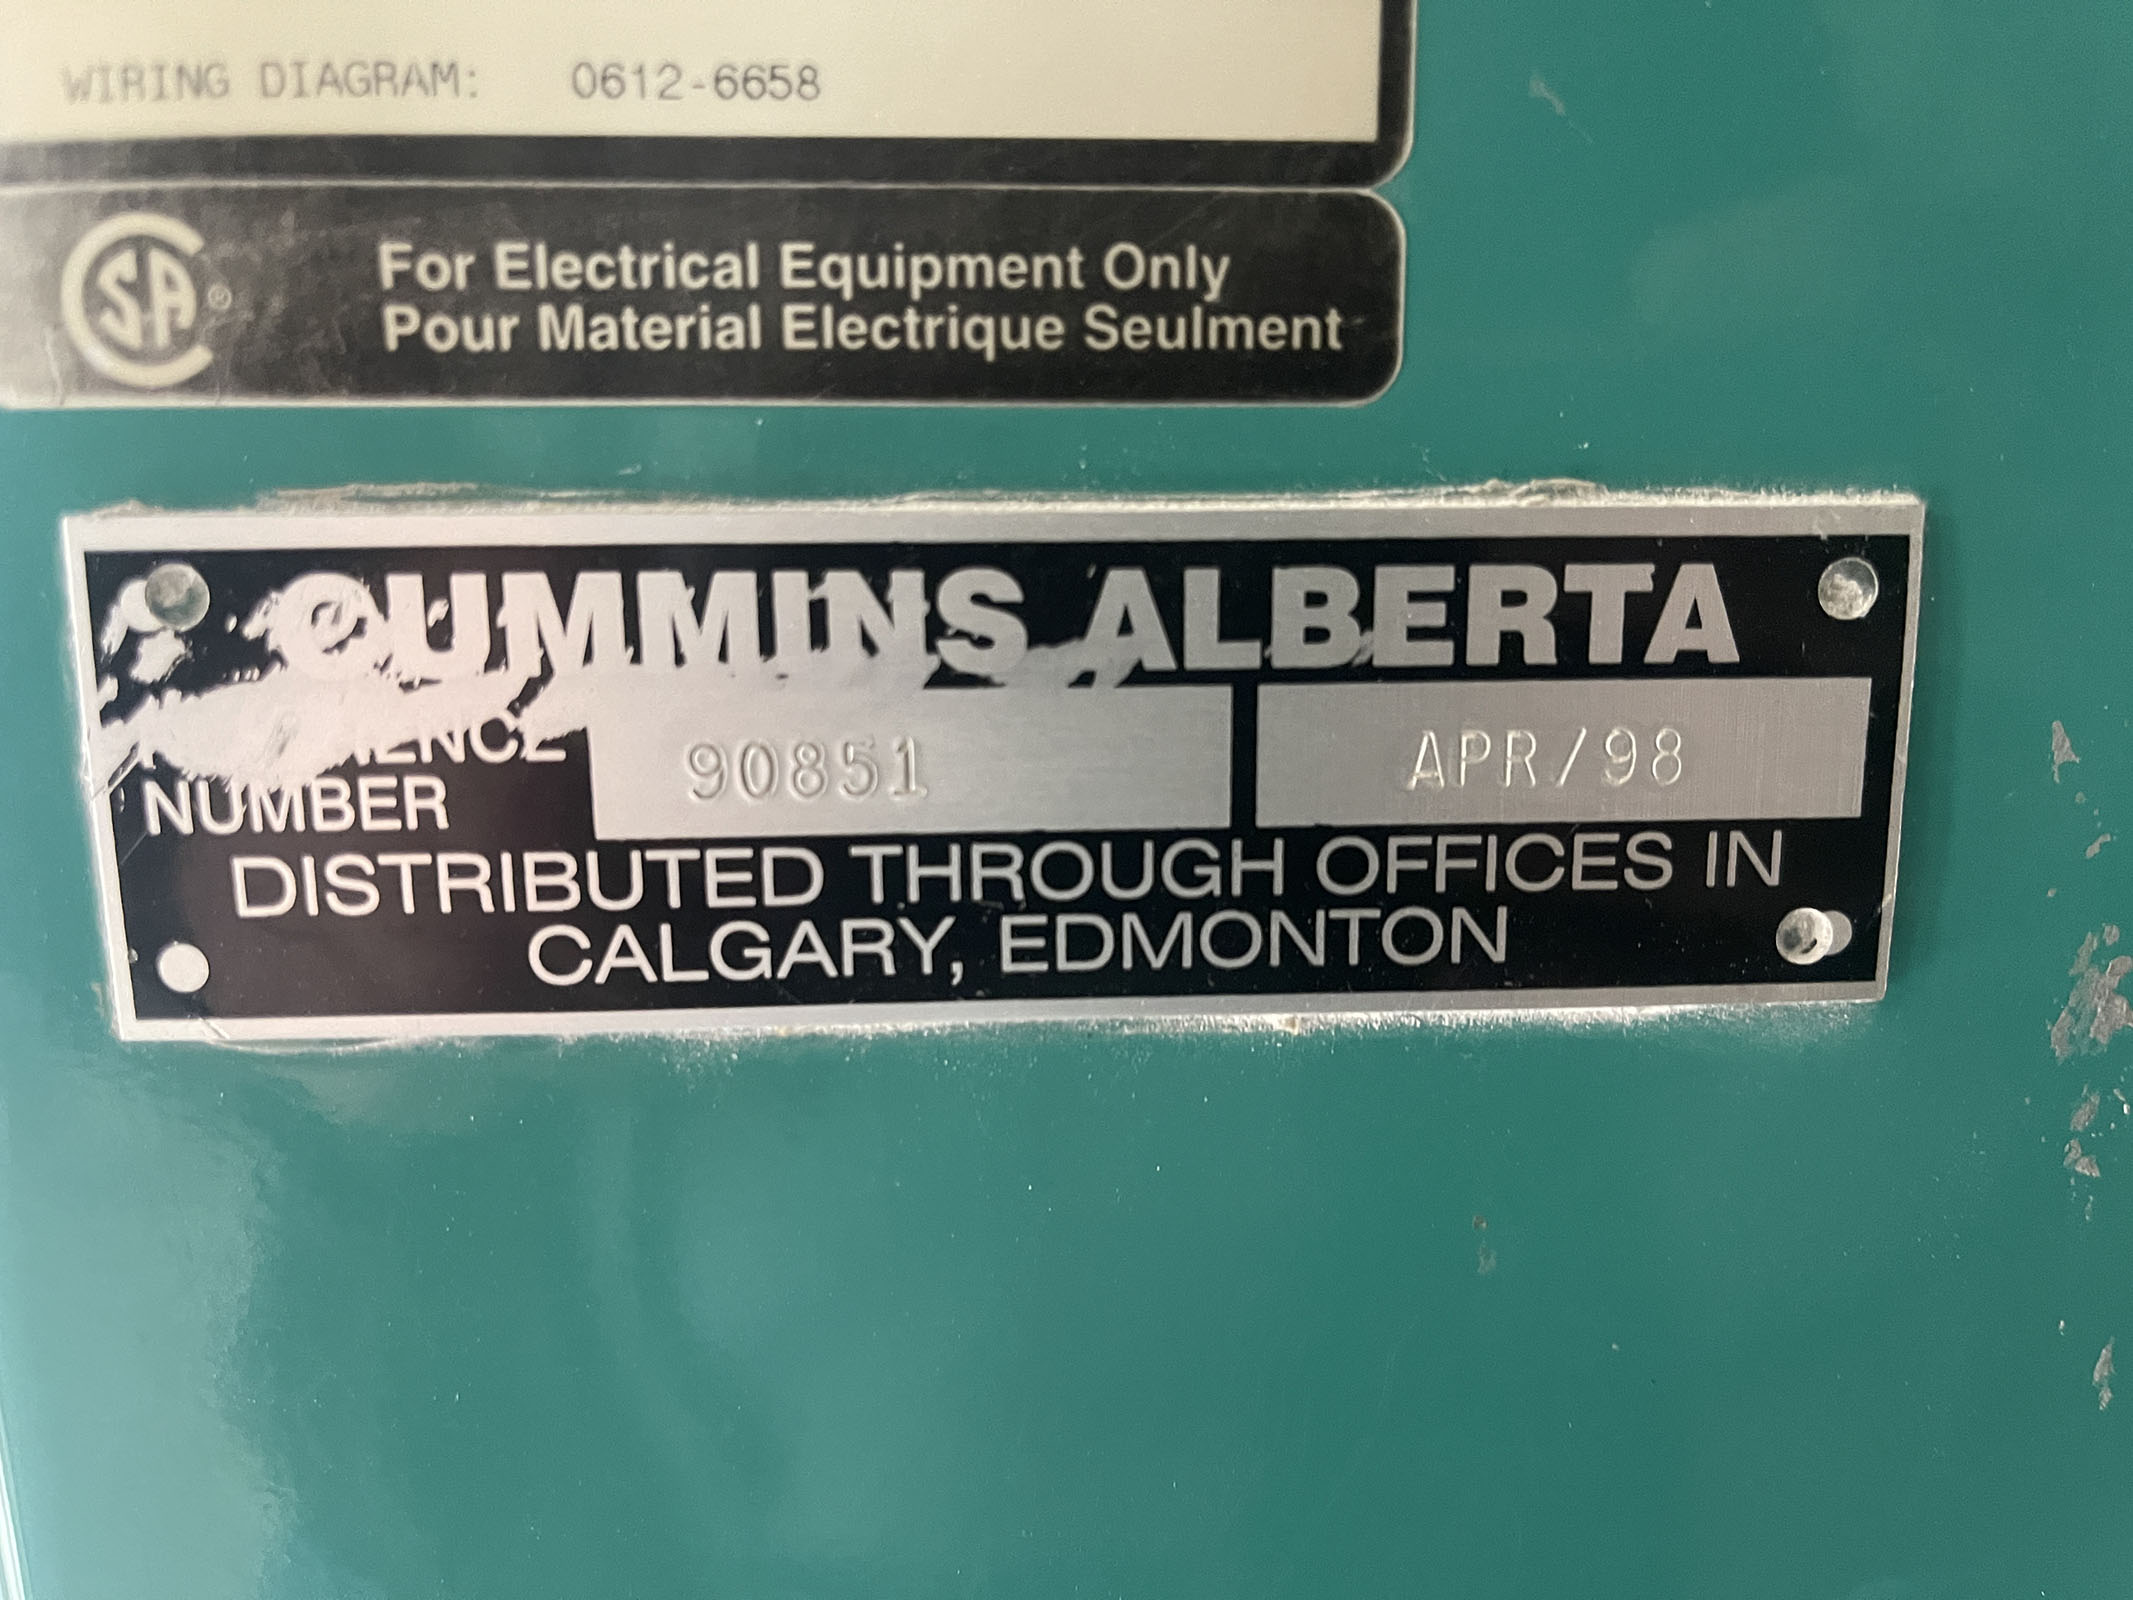 WIRING DIAGRAM: 0612-6658
CSA ®
For Electrical Equipment Only
Pour Material Electrique Seulment
CUMMINS ALBERTA
90851 APR/98
NUMBER
DISTRIBUTED THROUGH OFFICES IN
CALGARY, EDMONTON